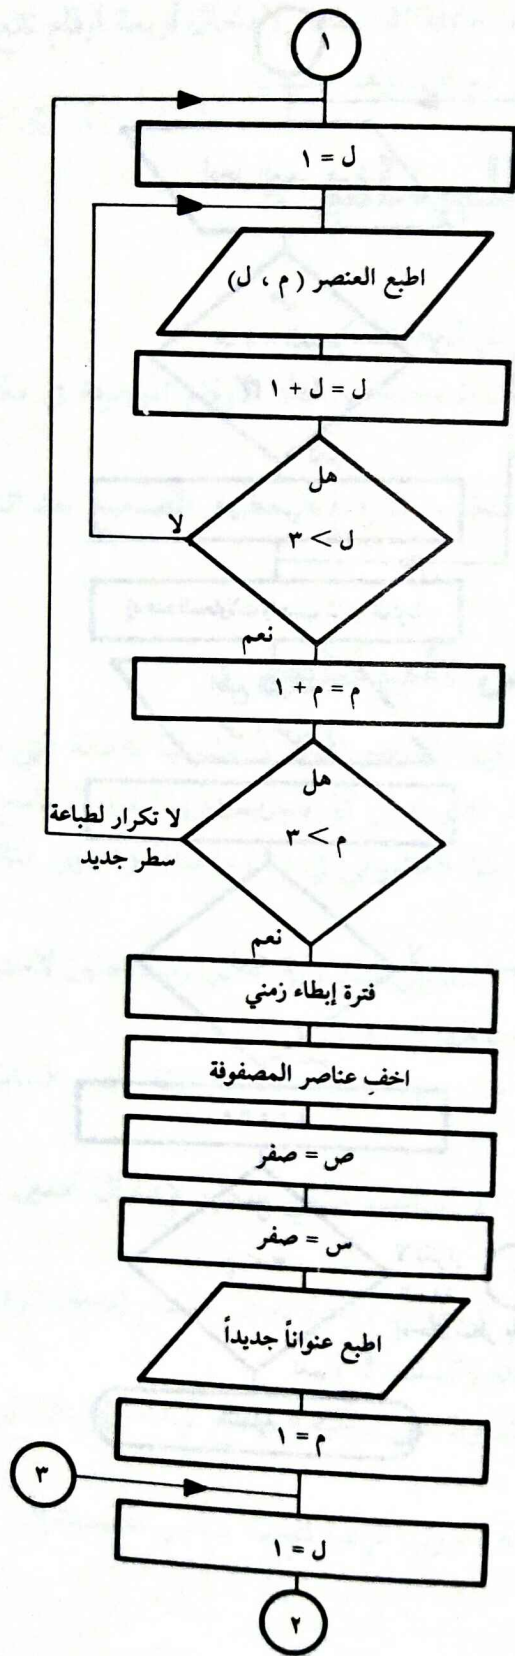 ١
ل = ١
اطبع العنصر (م ، ل)
ل = ل + ١
هل
ل > ٣
لا
نعم
م = م + ١
هل
م > ٣
لا تكرار لطباعة
سطر جديد
نعم
فترة إبطاء زمني
اخفِ عناصر المصفوفة
ص = صفر
س = صفر
اطبع عنواناً جديداً
م = ١
٣
ل = ١
٢